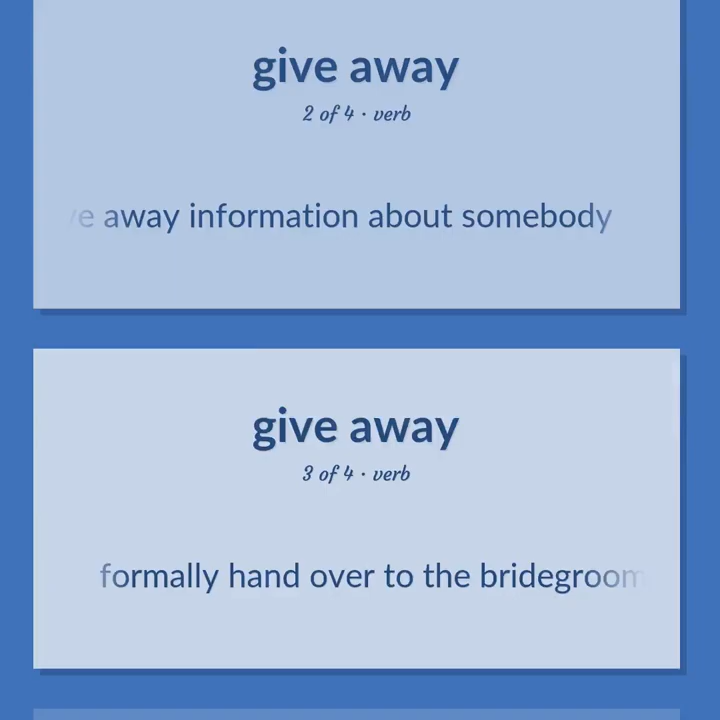 give away
2 of 4 · verb
away information about somebody
give away
3 of 4 · verb
formally hand over to the bridegroom